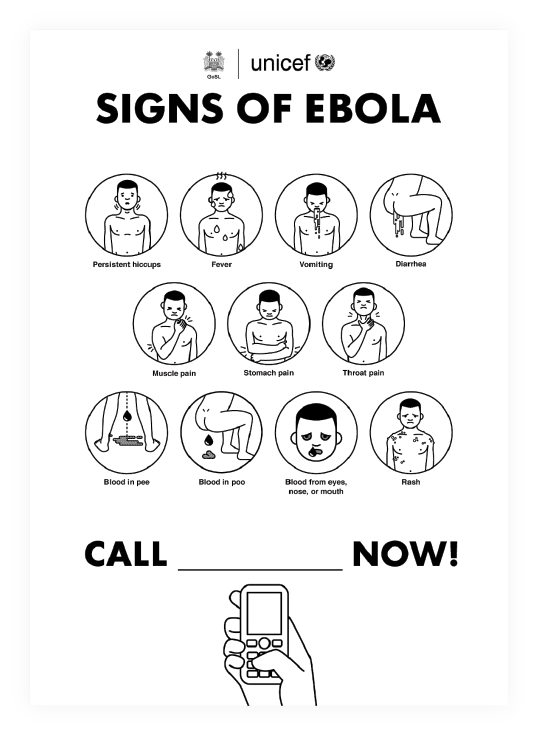 GoSL
unicef
SIGNS OF EBOLA
Persistent hiccups
Fever
Vomiting
Diarrhea
Muscle pain
Stomach pain
Throat pain
Blood in pee
Blood in poo
Blood from eyes,
nose, or mouth
Rash
CALL ____________ NOW!